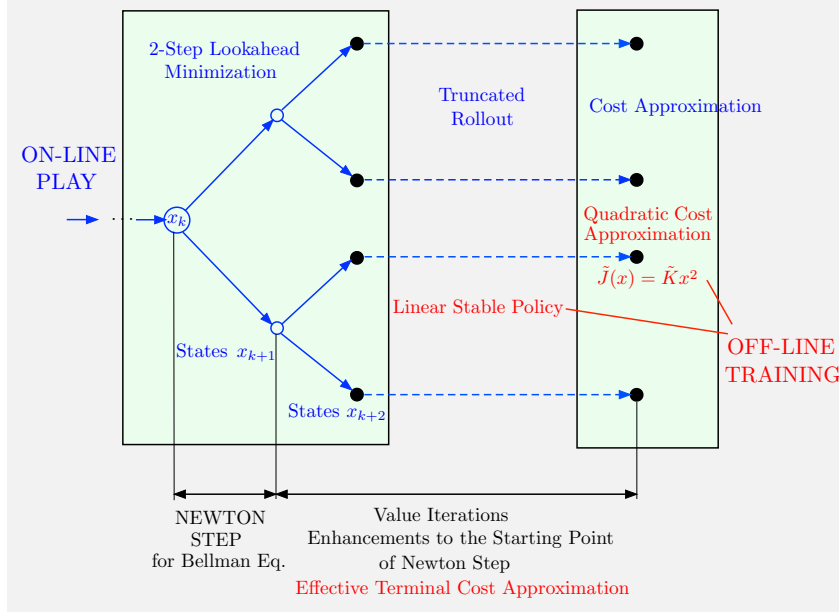 2-Step Lookahead
Minimization
Truncated
Rollout
Cost Approximation
ON-LINE
PLAY
... x_k
Quadratic Cost
Approximation
J̃(x) = K̃x²
Linear Stable Policy
OFF-LINE
TRAINING
States x_{k+1}
States x_{k+2}
NEWTON
STEP
for Bellman Eq.
Value Iterations
Enhancements to the Starting Point
of Newton Step
Effective Terminal Cost Approximation